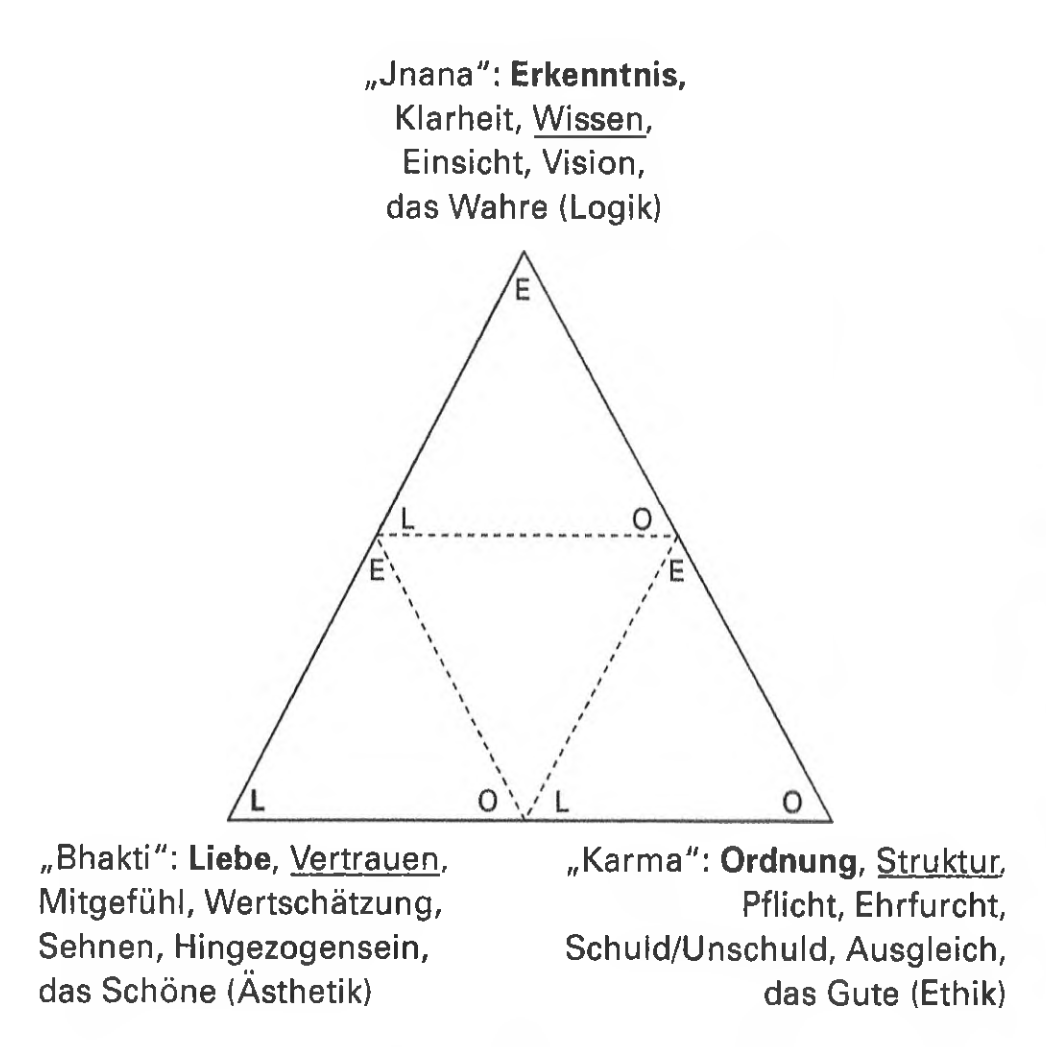 „Jnana“: Erkenntnis,
Klarheit, Wissen,
Einsicht, Vision,
das Wahre (Logik)
E
L O
E E
L O L O
„Bhakti“: Liebe, Vertrauen,
Mitgefühl, Wertschätzung,
Sehnen, Hingezogensein,
das Schöne (Ästhetik)
„Karma“: Ordnung, Struktur,
Pflicht, Ehrfurcht,
Schuld/Unschuld, Ausgleich,
das Gute (Ethik)